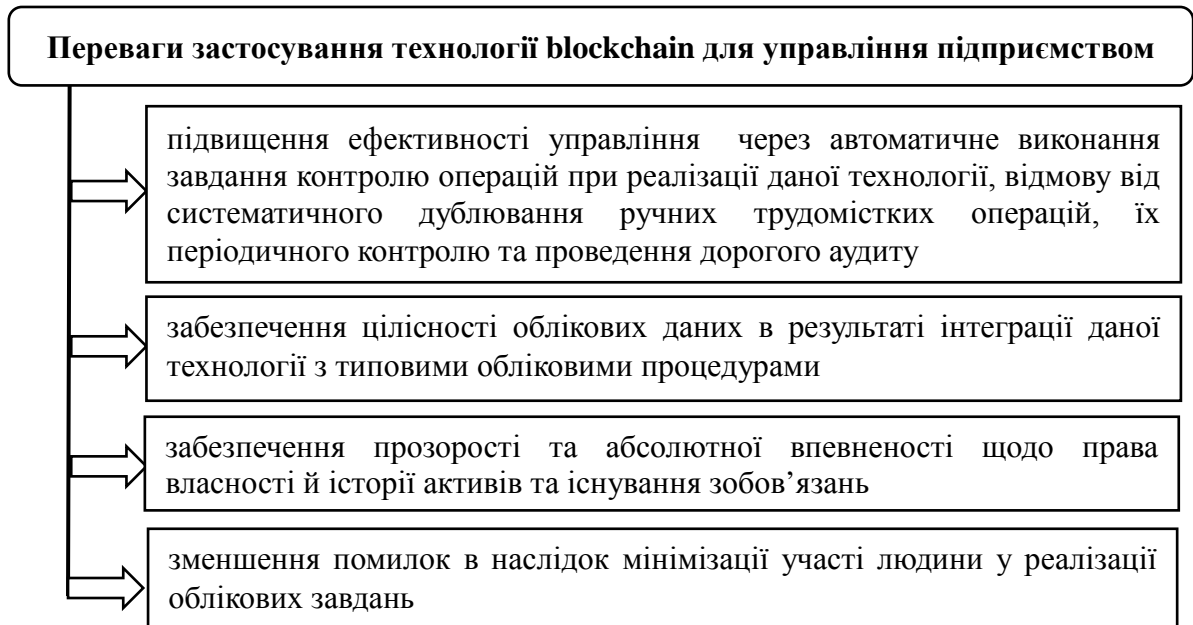 Переваги застосування технології blockchain для управління підприємством
підвищення ефективності управління через автоматичне виконання
завдання контролю операцій при реалізації даної технології, відмову від
систематичного дублювання ручних трудомістких операцій, їх
періодичного контролю та проведення дорогого аудиту
забезпечення цілісності облікових даних в результаті інтеграції даної
технології з типовими обліковими процедурами
забезпечення прозорості та абсолютної впевненості щодо права
власності й історії активів та існування зобов’язань
зменшення помилок в наслідок мінімізації участі людини у реалізації
облікових завдань